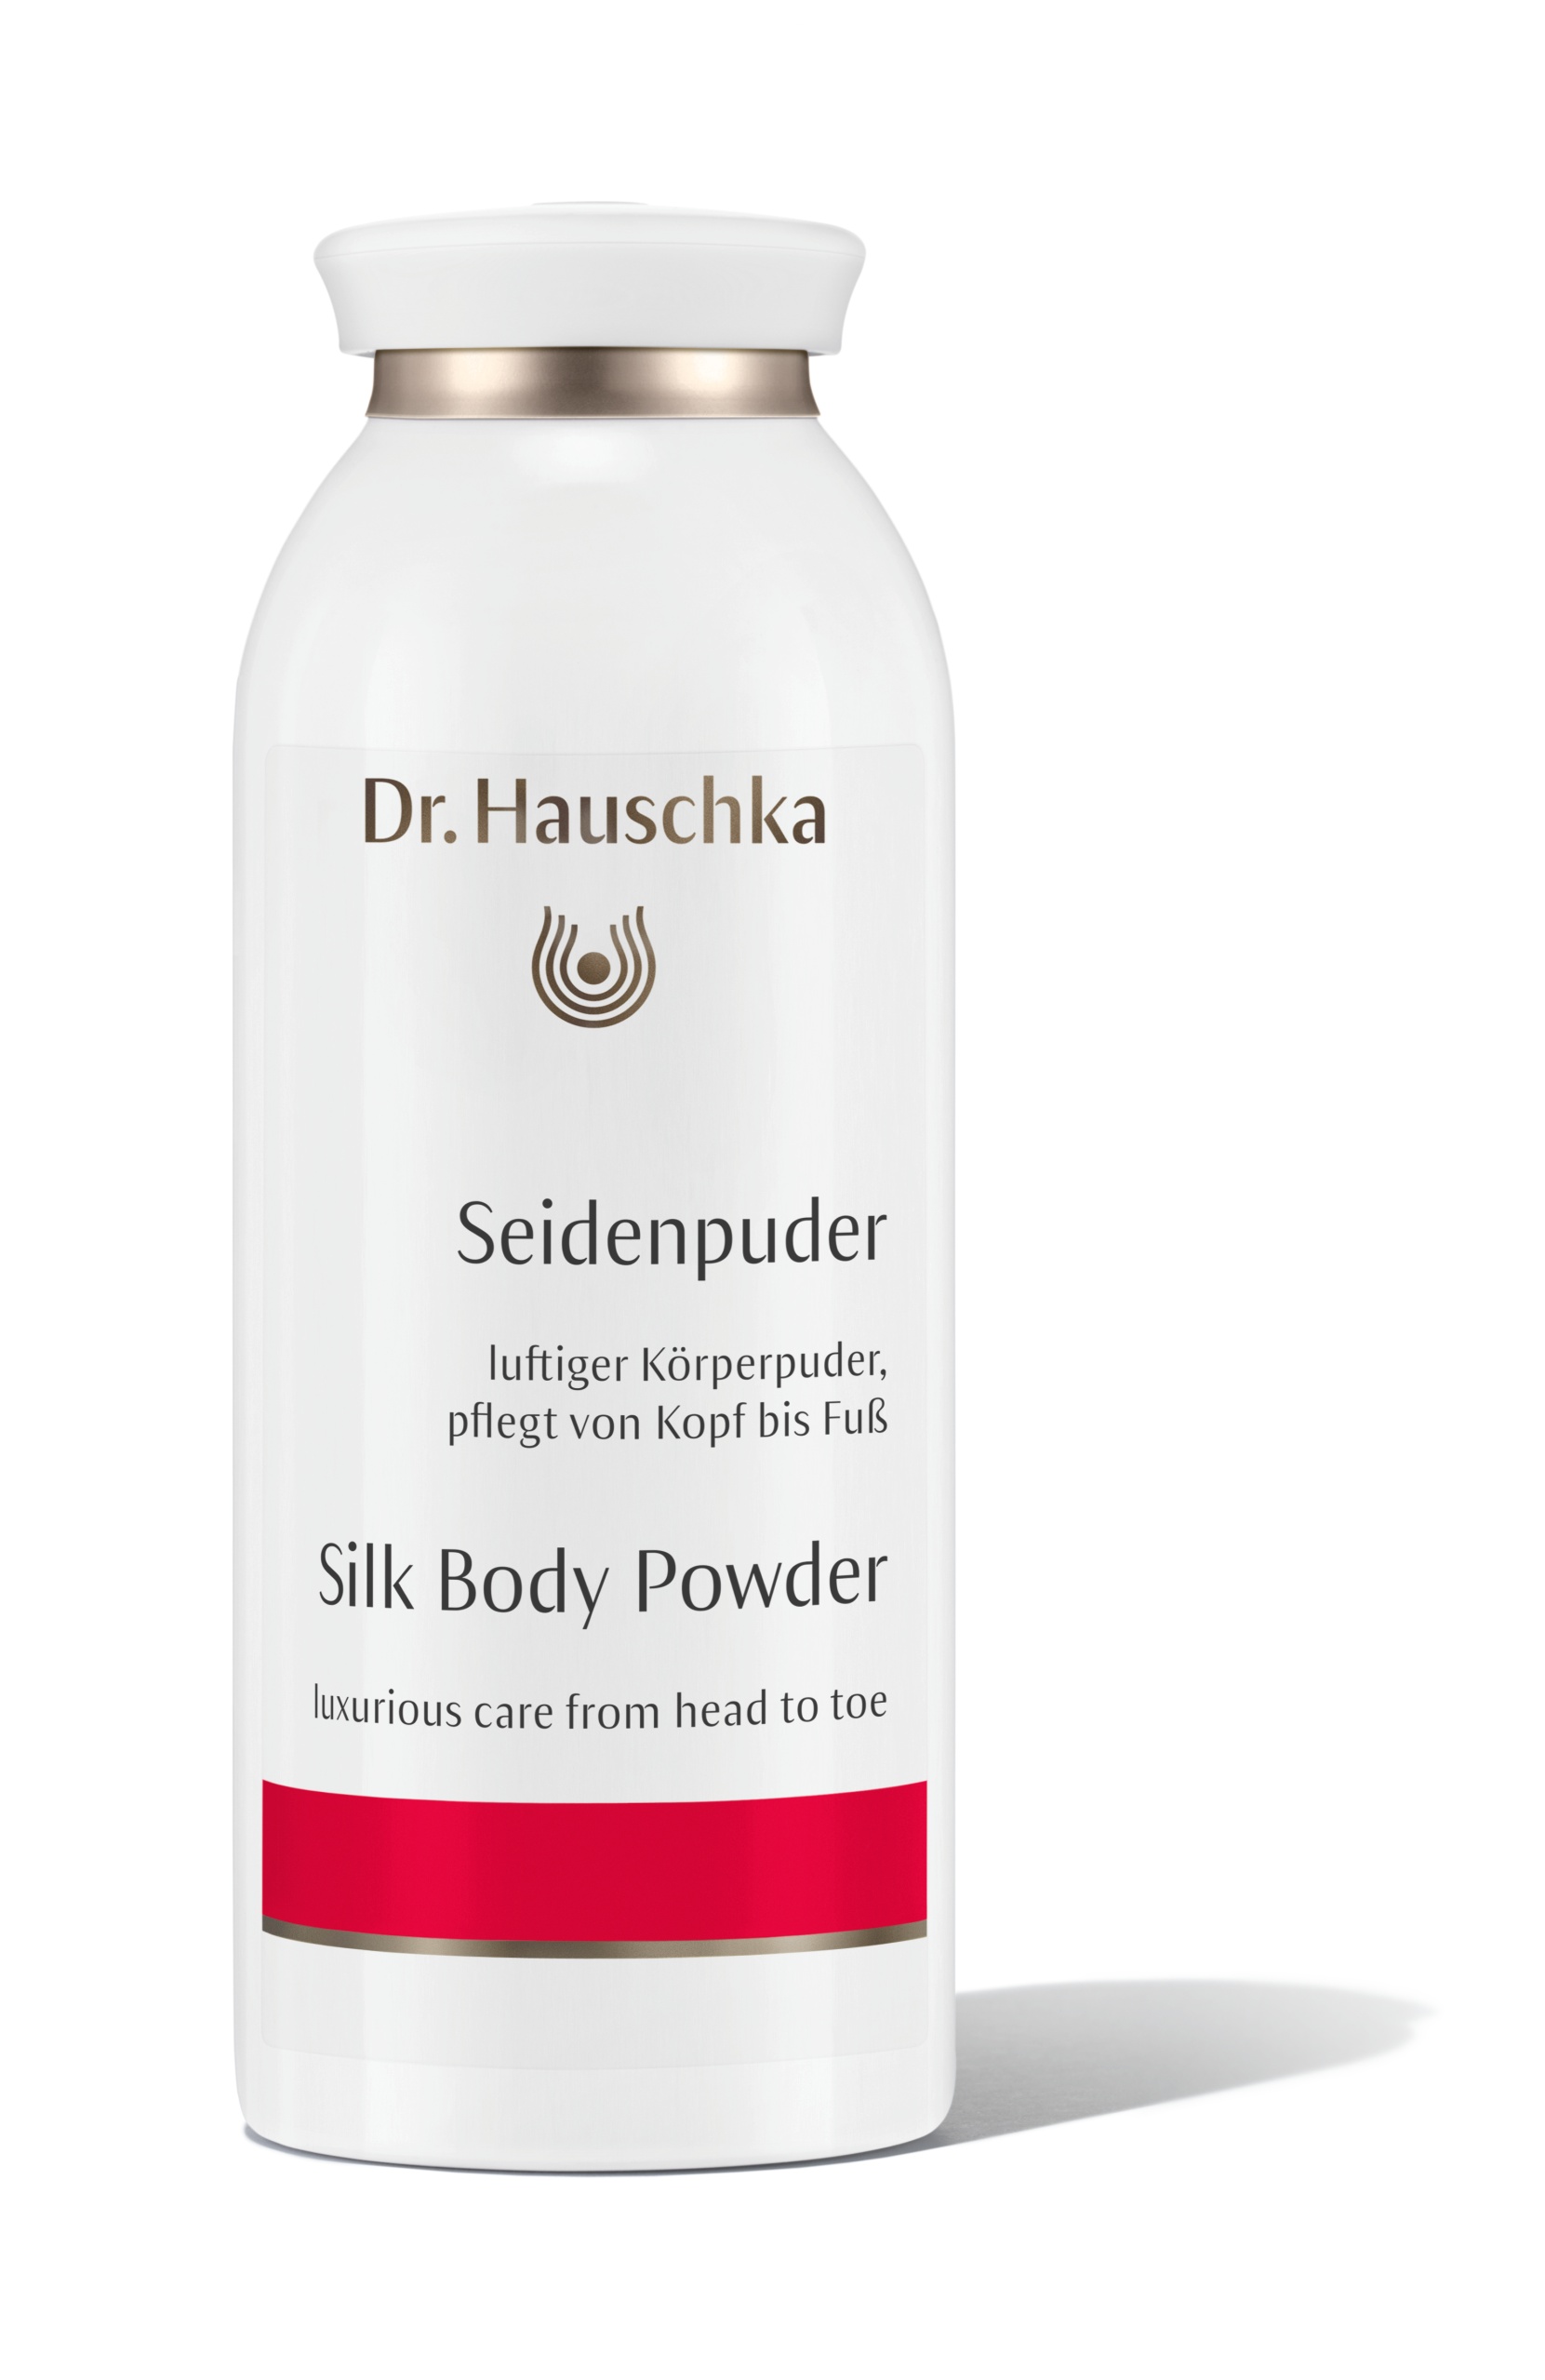 Dr. Hauschka
Seidenpuder
luftiger Körperpuder,
pflegt von Kopf bis Fuß
Silk Body Powder
luxurious care from head to toe